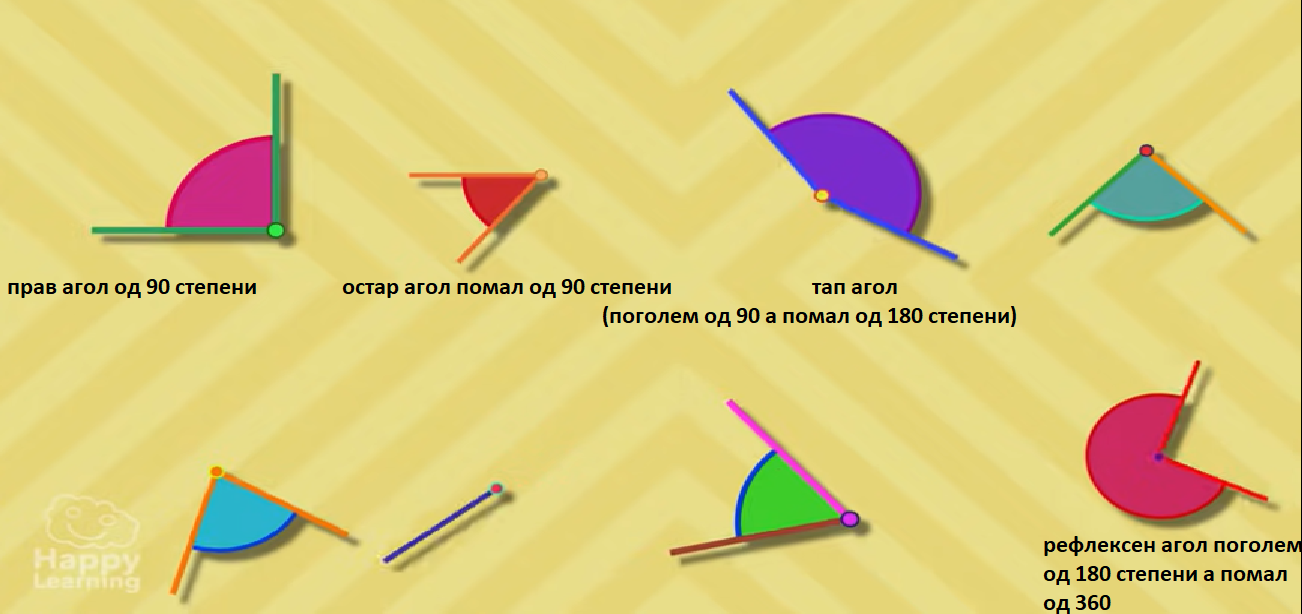 прав агол од 90 степени
остар агол помал од 90 степени
тап агол
(поголем од 90 а помал од 180 степени)
Happy
Learning
рефлексен агол поголем
од 180 степени а помал
од 360